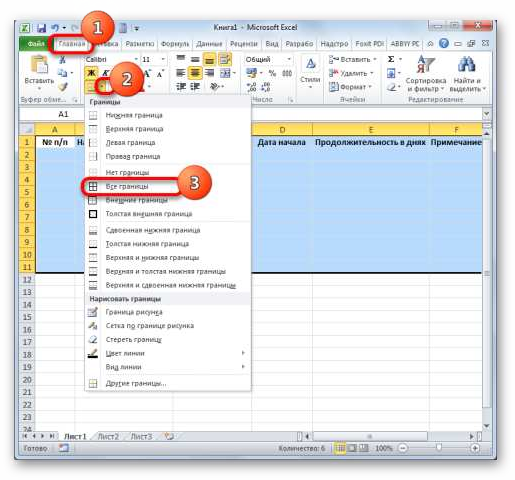 Книга1 - Microsoft Excel
1
Файл Главная Вставка Разметка Формуль Данные Рецензи Вид Разрабо Надстро Foxit PDI ABBYY PC
Calibri 11 Общий Вставить Σ
Ж К % 000 Удалить
Вставить Стили Формат Сортировка и фильтр Найти и выделить
2
Буфер обме... Число Ячейки Редактирование
A1
Границы
Нижняя граница
Верхняя граница
Левая граница
Правая граница
Нет границы
Все границы
3
Внешние границы
Толстая внешняя граница
Сдвоенная нижняя граница
Толстая нижняя граница
Верхняя и нижняя границы
Верхняя и толстая нижняя границы
Верхняя и сдвоенная нижняя границы
Нарисовать границы
Граница рисунка
Сетка по границе рисунка
Стереть границу
Цвет линии
Вид линии
Другие границы...
A D E F
1 № п/п На Дата начала Продолжительность в днях Примечание
2
3
4
5
6
7
8
9
10
11
12
13
14
15
16
17
18
19
20
21
22
23
24
Лист1 Лист2 Лист3
Готово Количество: 6 100%